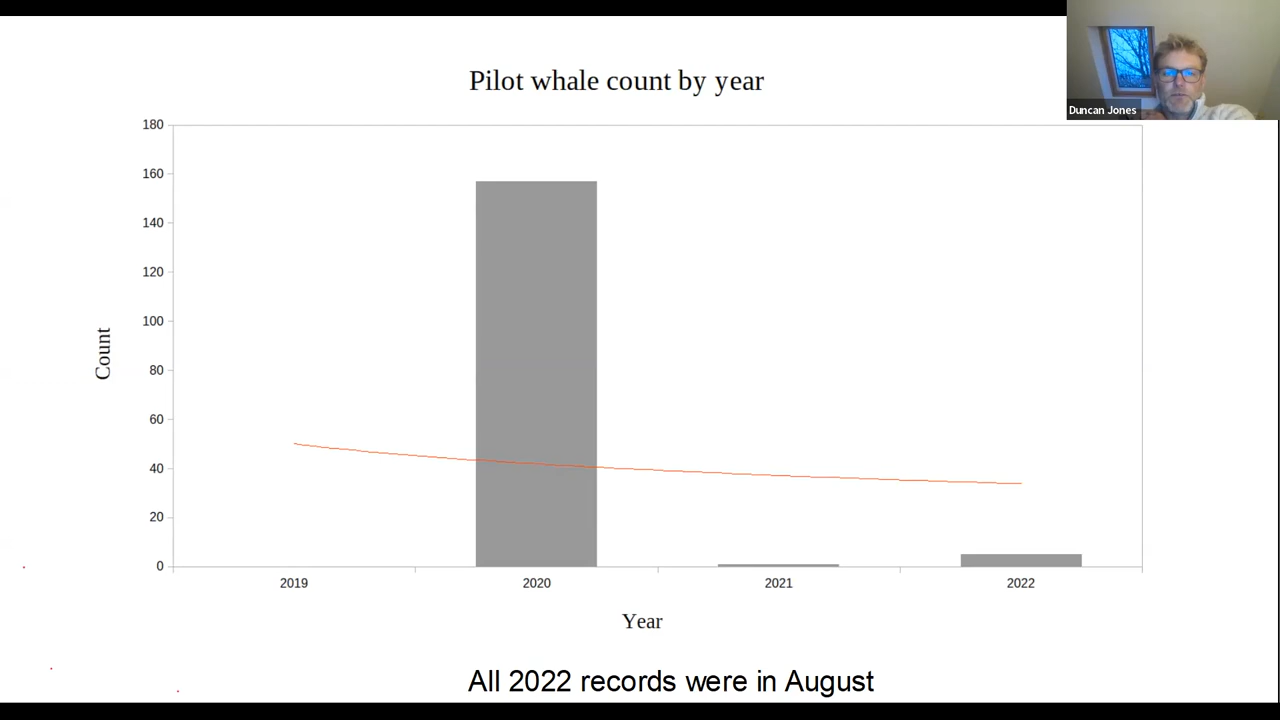 Pilot whale count by year
Duncan Jones
180
160
140
120
100
80
60
40
20
0
Count
2019 2020 2021 2022
Year
All 2022 records were in August